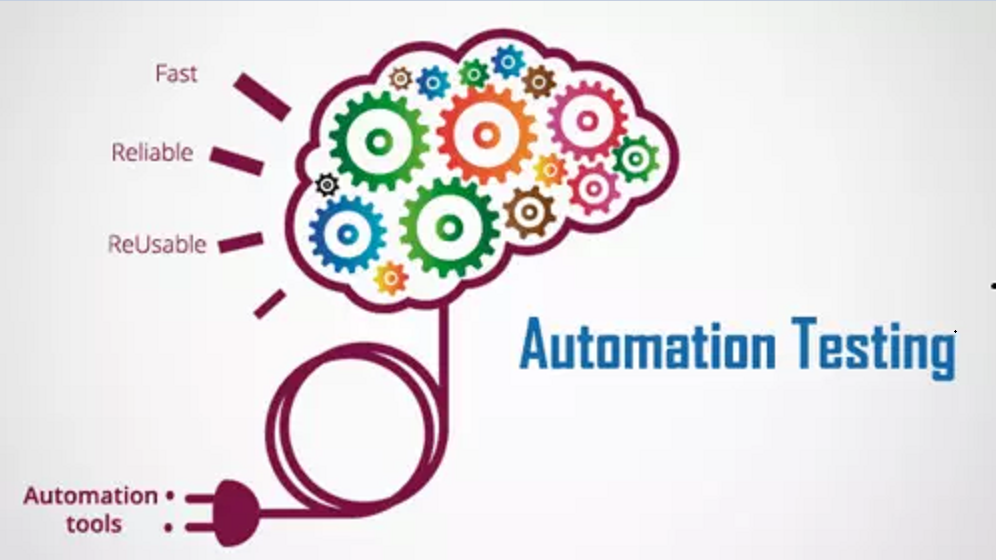 Fast
Reliable
ReUsable
Automation Testing
Automation
tools